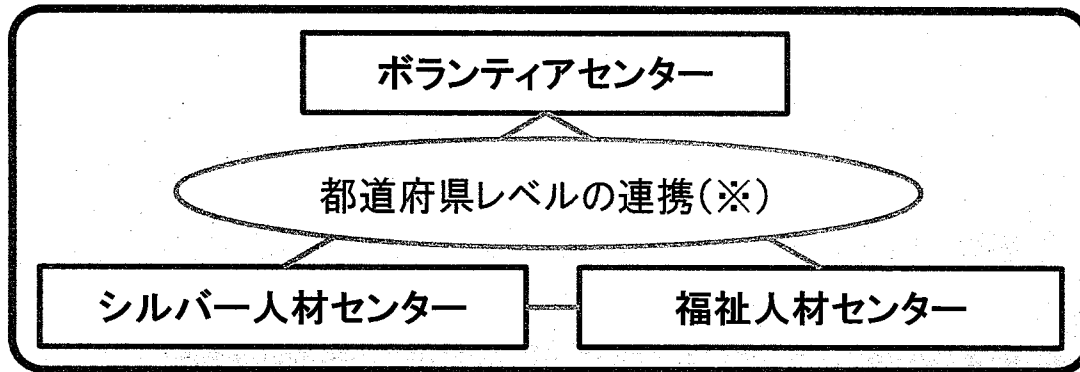 ボランティアセンター
都道府県レベルの連携(※)
シルバー人材センター
福祉人材センター